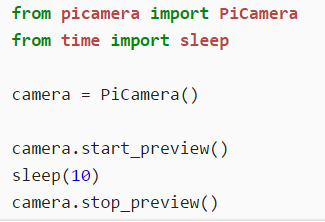 from picamera import PiCamera
from time import sleep
camera = PiCamera()
camera.start_preview()
sleep(10)
camera.stop_preview()